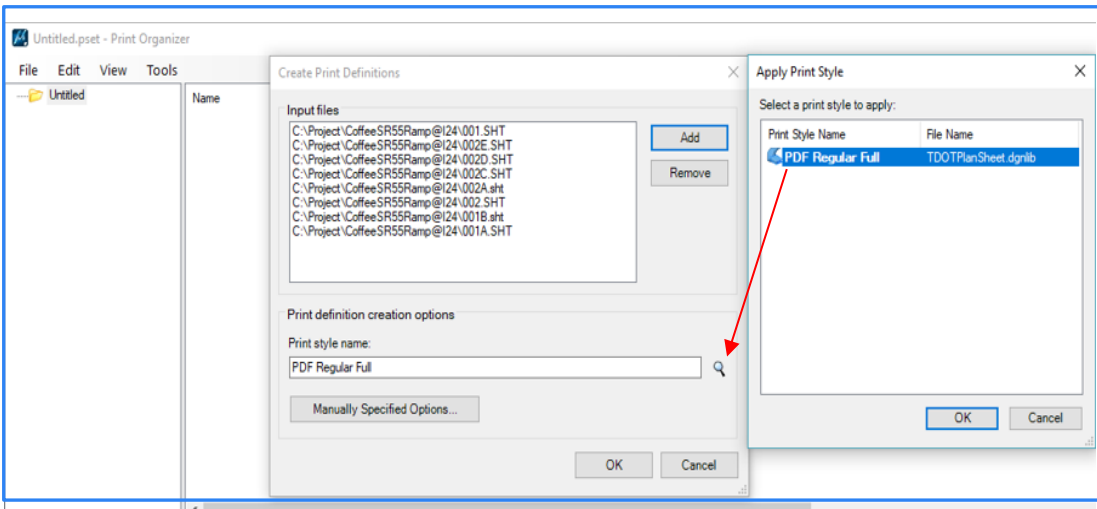 Untitled.pset - Print Organizer
File Edit View Tools
Untitled
Name
Create Print Definitions
Input files
C:\Project\CoffeeSR55Ramp@I24\001.SHT
C:\Project\CoffeeSR55Ramp@I24\002E.SHT
C:\Project\CoffeeSR55Ramp@I24\002D.SHT
C:\Project\CoffeeSR55Ramp@I24\002C.SHT
C:\Project\CoffeeSR55Ramp@I24\002A.sht
C:\Project\CoffeeSR55Ramp@I24\002.SHT
C:\Project\CoffeeSR55Ramp@I24\001B.sht
C:\Project\CoffeeSR55Ramp@I24\001A.SHT
Add
Remove
Print definition creation options
Print style name:
PDF Regular Full
Manually Specified Options...
OK Cancel
Apply Print Style
Select a print style to apply:
Print Style Name File Name
PDF Regular Full TDOTPlanSheet.dgnlib
OK Cancel